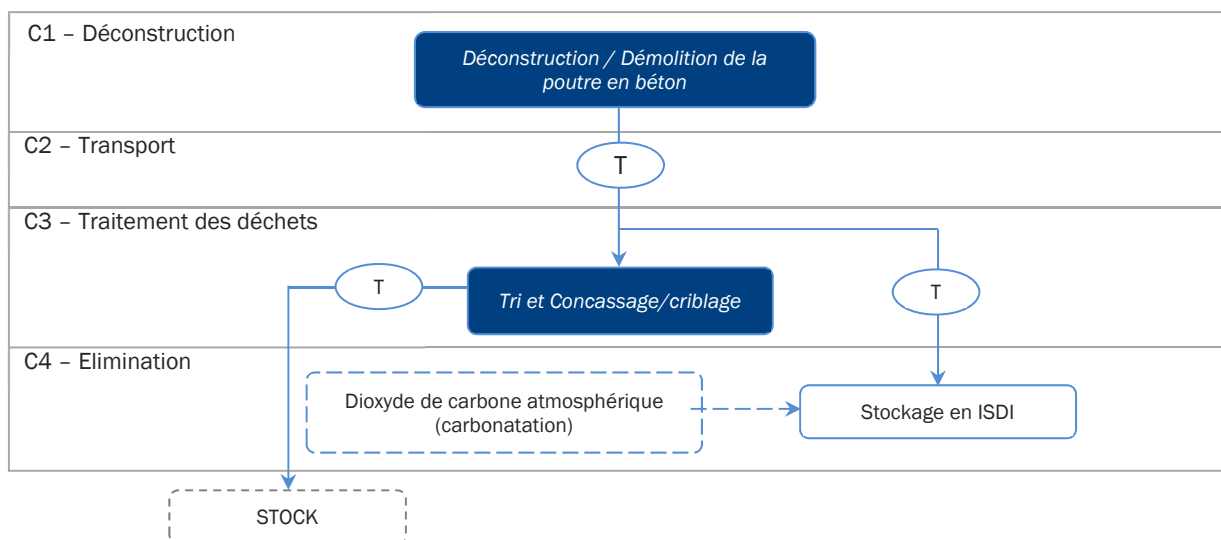 C1 – Déconstruction
Déconstruction / Démolition de la
poutre en béton
C2 – Transport
T
C3 – Traitement des déchets
T
Tri et Concassage/criblage
T
C4 – Elimination
Dioxyde de carbone atmosphérique
(carbonatation)
Stockage en ISDI
STOCK